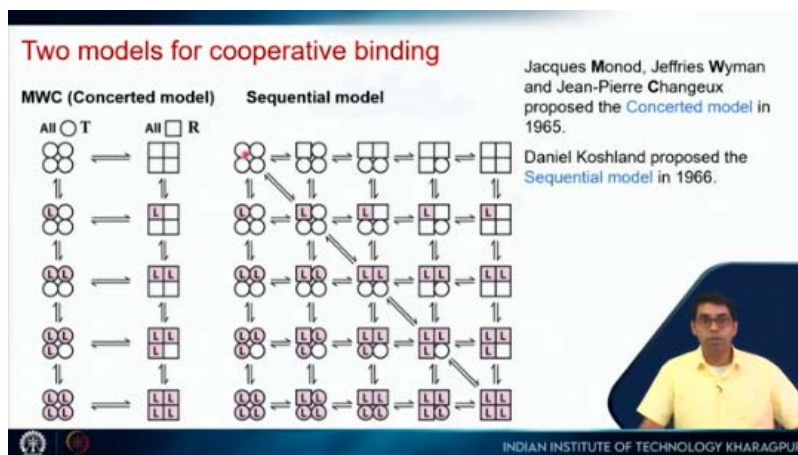 Two models for cooperative binding
MWC (Concerted model)
Sequential model
All T
All R
L
L
L
L
L
L
L
L
L L
L L
L L
L L
L L
L L
L L
L L
L L
L L
L L
L L
L L
L L
L
L
L
L
L
L
L
L L
L L
L L
L L
L L
L L
L L
L L
L L
L L
L L
L L
L L
L L
Jacques Monod, Jeffries Wyman
and Jean-Pierre Changeux
proposed the Concerted model in
1965.
Daniel Koshland proposed the
Sequential model in 1966.
INDIAN INSTITUTE OF TECHNOLOGY KHARAGPUR